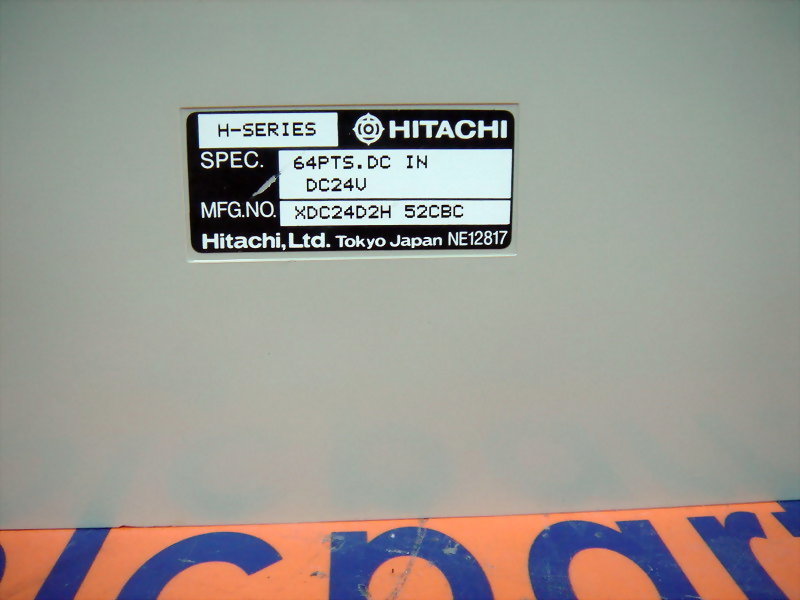 H-SERIES HITACHI
SPEC. 64PTS.DC IN
DC24V
MFG.NO. XDC24D2H 52CBC
Hitachi,Ltd. Tokyo Japan NE12817